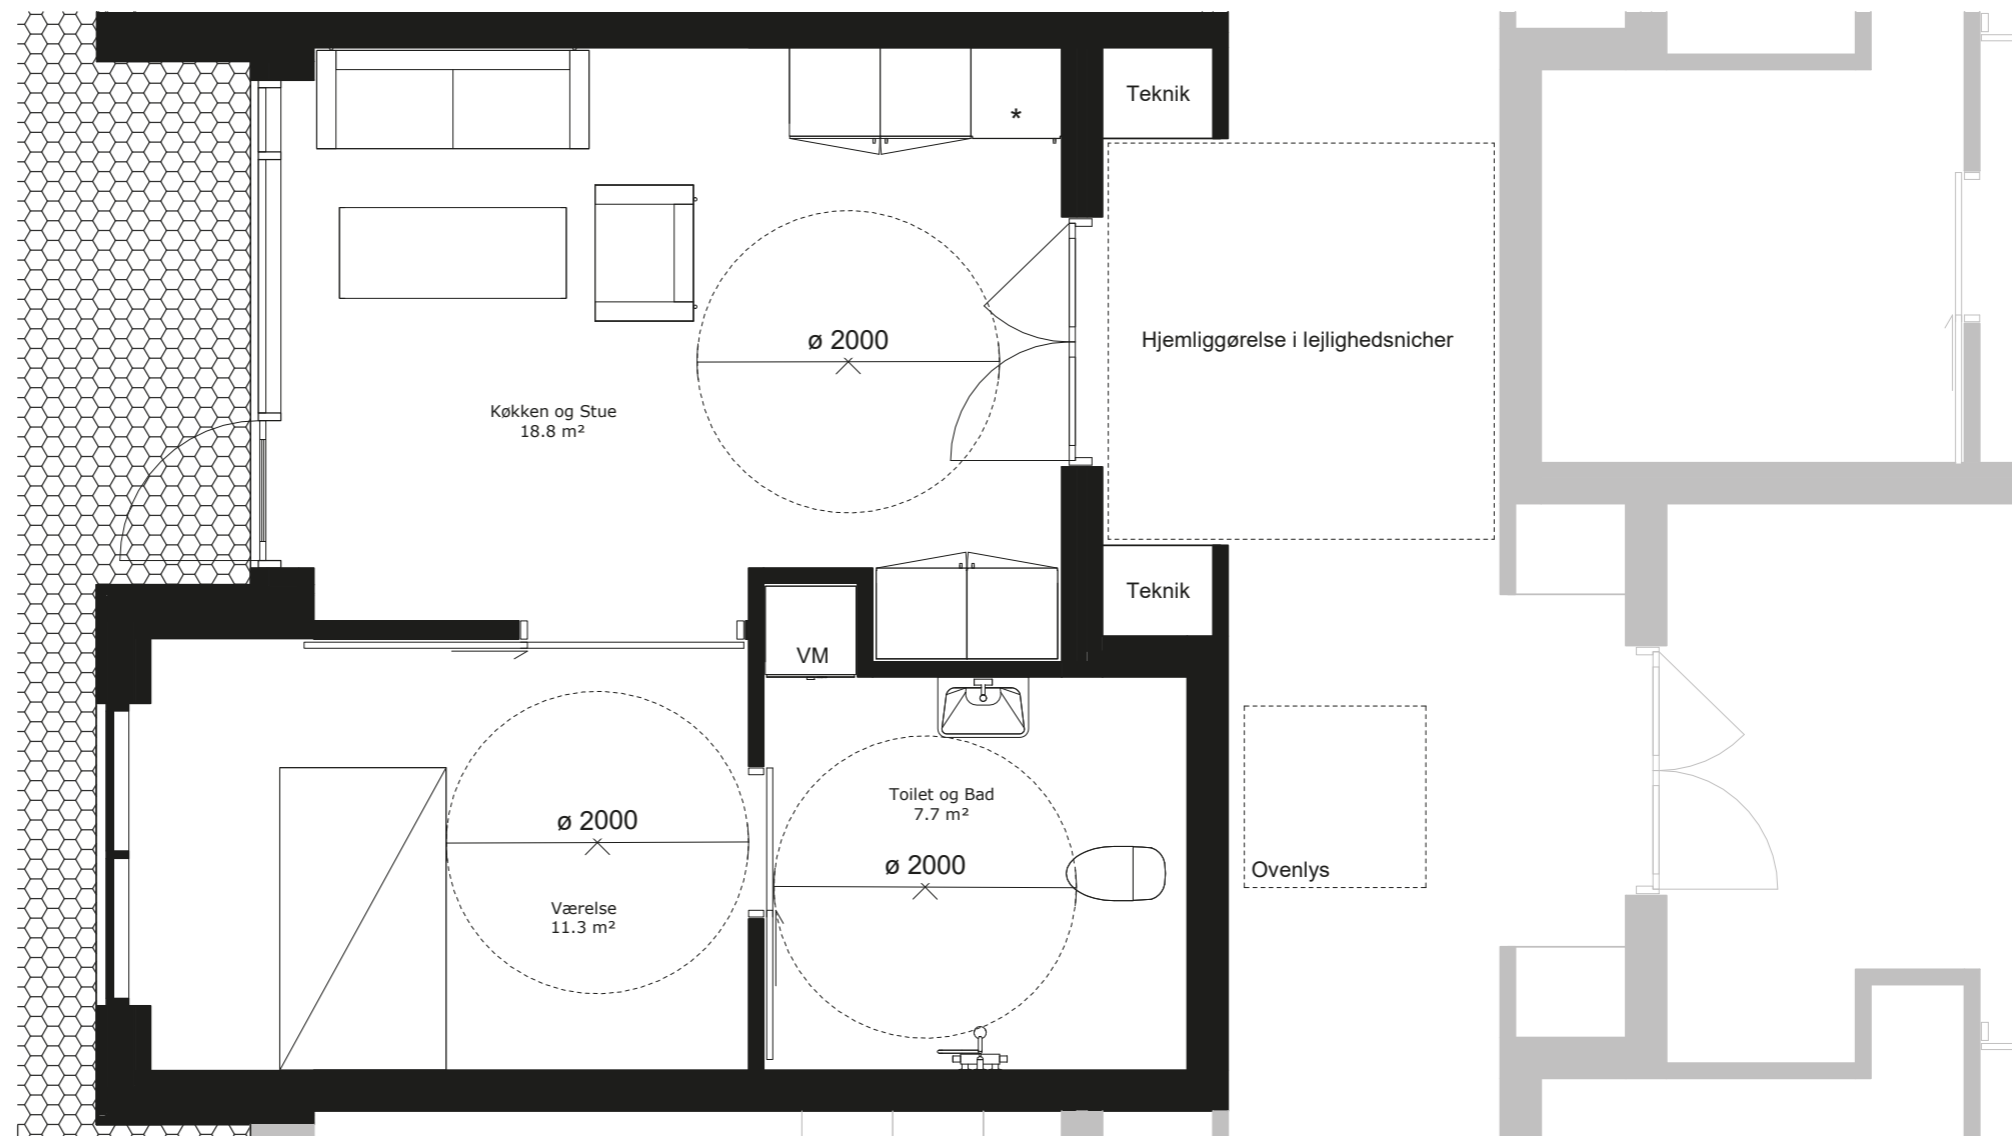 Teknik
*
ø 2000
Hjemliggørelse i lejlighedsnicher
Køkken og Stue
18.8 m²
Teknik
VM
Toilet og Bad
7.7 m²
ø 2000
ø 2000
Ovenlys
Værelse
11.3 m²